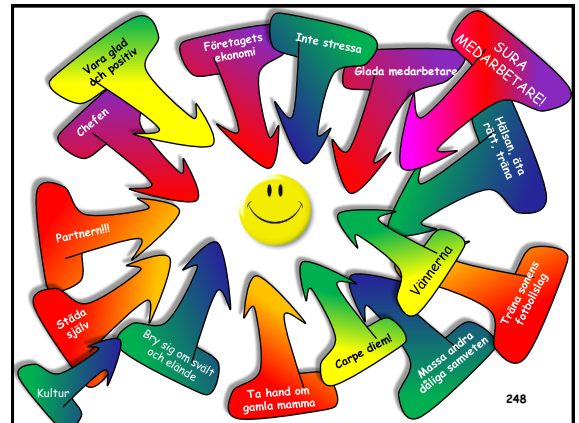 Vara glad
och positiv
Företagets
ekonomi
Inte stressa
Glada medarbetare
SURA
MEDARBETARE!
Chefen
Hälsan, äta
rätt, träna
Partnern!!!
Vännerna
Träna sonens
fotbollslag
Städa
själv
Bry sig om svält
och elände
Carpe diem!
Massa andra
dåliga samveten
Kultur
Ta hand om
gamla mamma
248